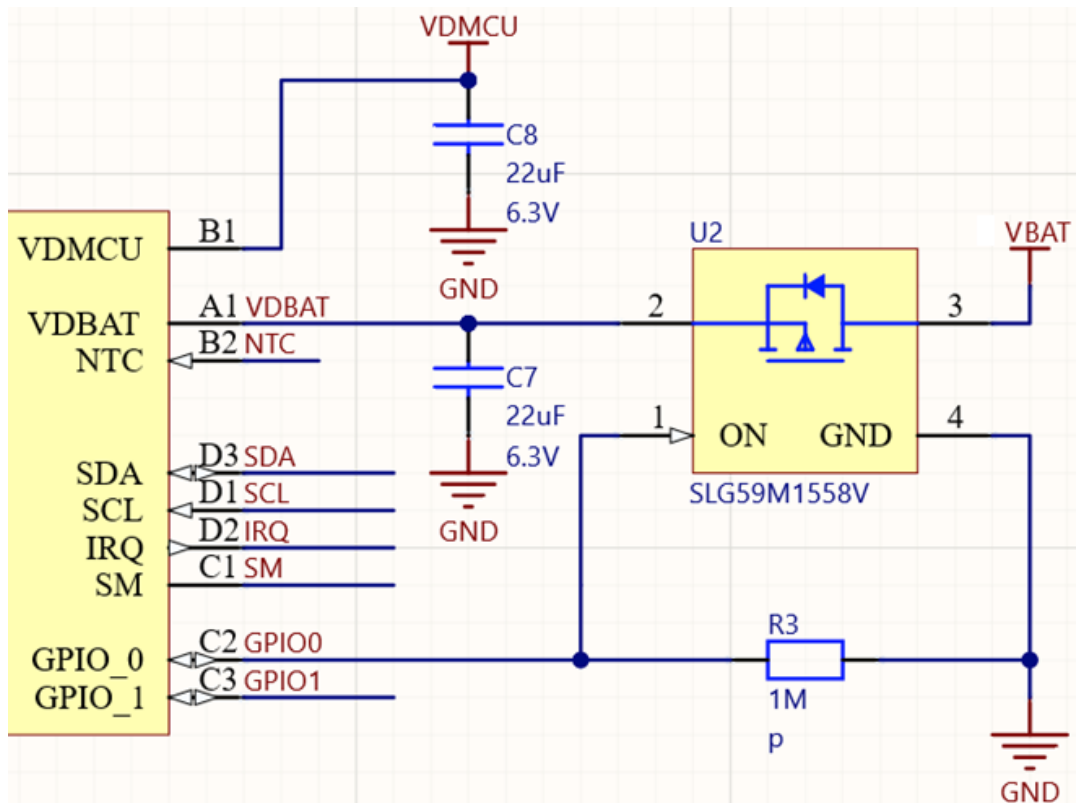 VDMCU
C8
22uF
6.3V
GND
VDMCU B1
VDBAT A1 VDBAT
NTC B2 NTC
SDA D3 SDA
SCL D1 SCL
IRQ D2 IRQ
SM C1 SM
GPIO_0 C2 GPIO0
GPIO_1 C3 GPIO1
C7
22uF
6.3V
GND
U2
VBAT
2 3
1 ON GND 4
SLG59M1558V
R3
1M
p
GND